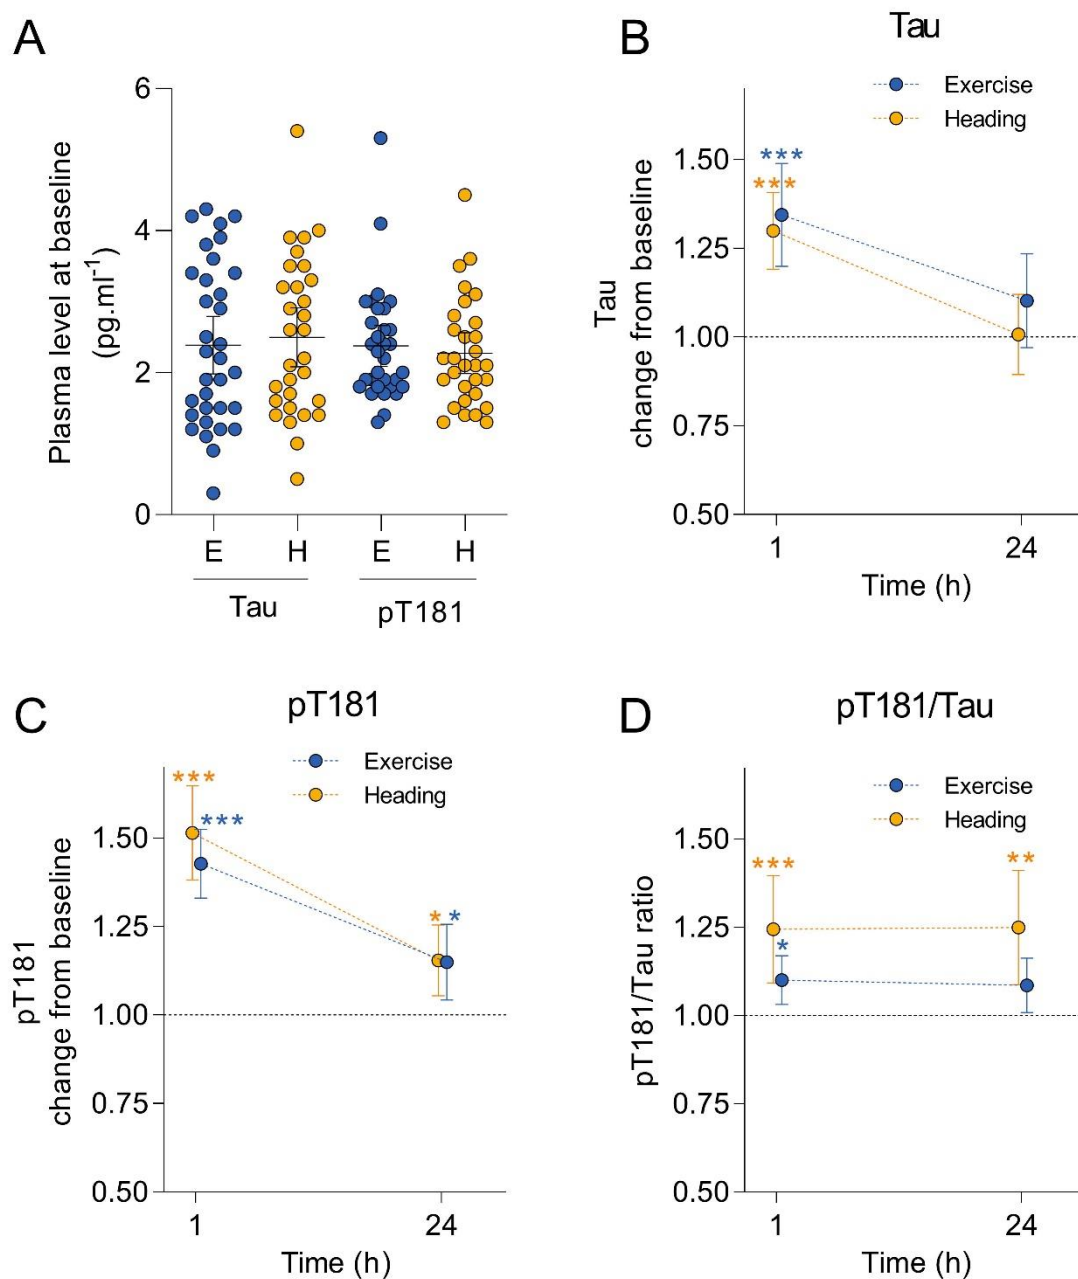 A
Plasma level at baseline
(pg.ml-1)
6
4
2
0
E
H
E
H
Tau
pT181
B
Tau
Exercise
Heading
Tau
change from baseline
1.50
1.25
1.00
0.75
0.50
***
***
1
24
Time (h)
C
pT181
Exercise
Heading
pT181
change from baseline
1.50
1.25
1.00
0.75
0.50
***
***
* *
1
24
Time (h)
D
pT181/Tau
Exercise
Heading
pT181/Tau ratio
1.50
1.25
1.00
0.75
0.50
***
**
*
1
24
Time (h)